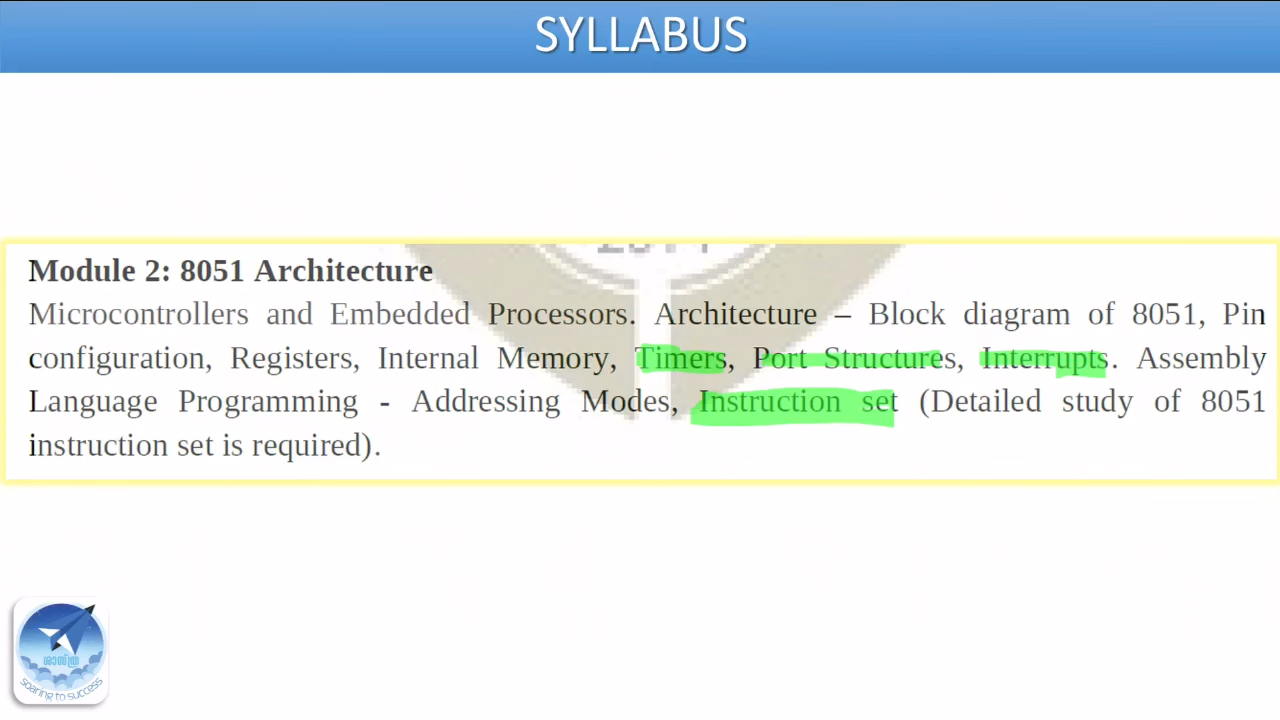 SYLLABUS
2014
Module 2: 8051 Architecture
Microcontrollers and Embedded Processors. Architecture – Block diagram of 8051, Pin
configuration, Registers, Internal Memory, Timers, Port Structures, Interrupts. Assembly
Language Programming - Addressing Modes, Instruction set (Detailed study of 8051
instruction set is required).
ശാസ്ത്ര
soaring to success